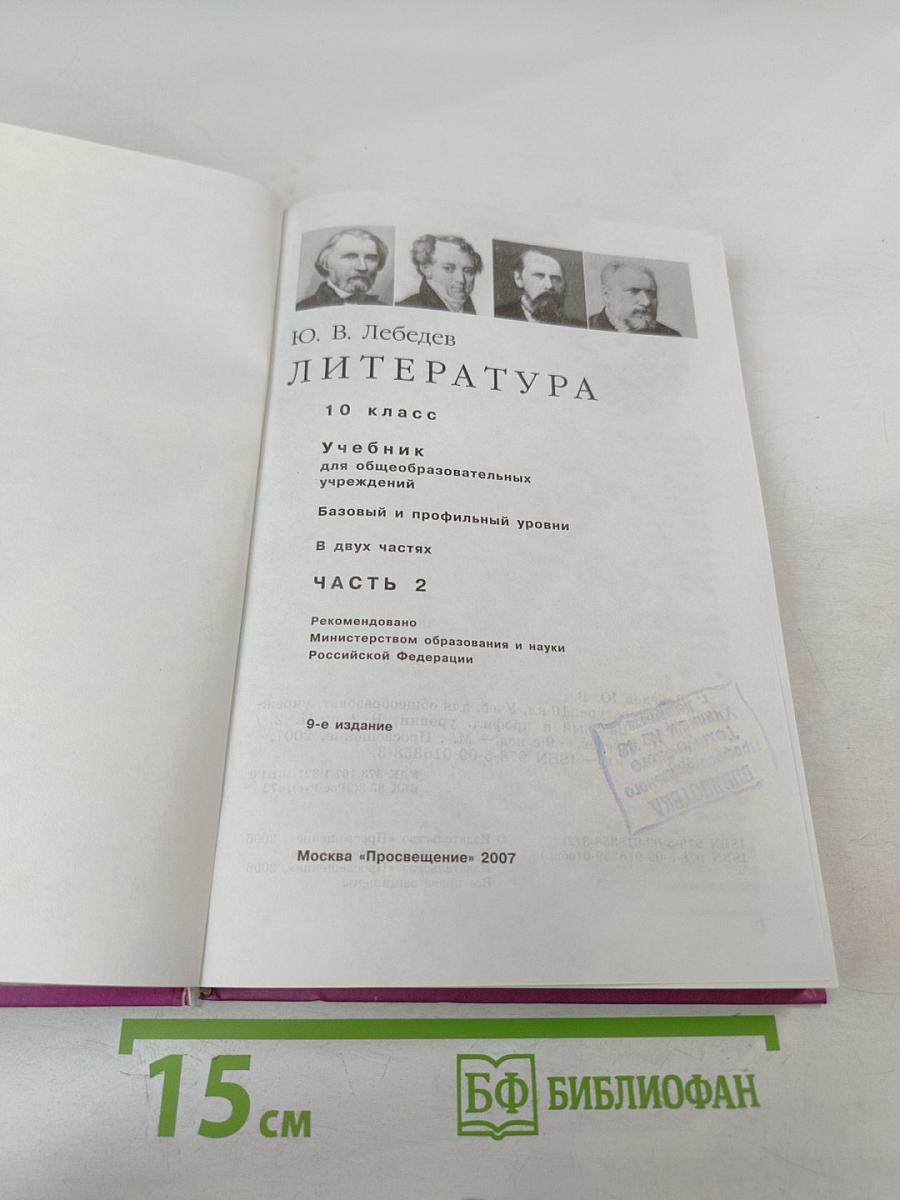 Ю. В. Лебедев
ЛИТЕРАТУРА
10 класс
Учебник
для общеобразовательных
учреждений
Базовый и профильный уровни
В двух частях
ЧАСТЬ 2
Рекомендовано
Министерством образования и науки
Российской Федерации
9-е издание
Москва «Просвещение» 2007
15 см
БФ БИБЛИОФАН